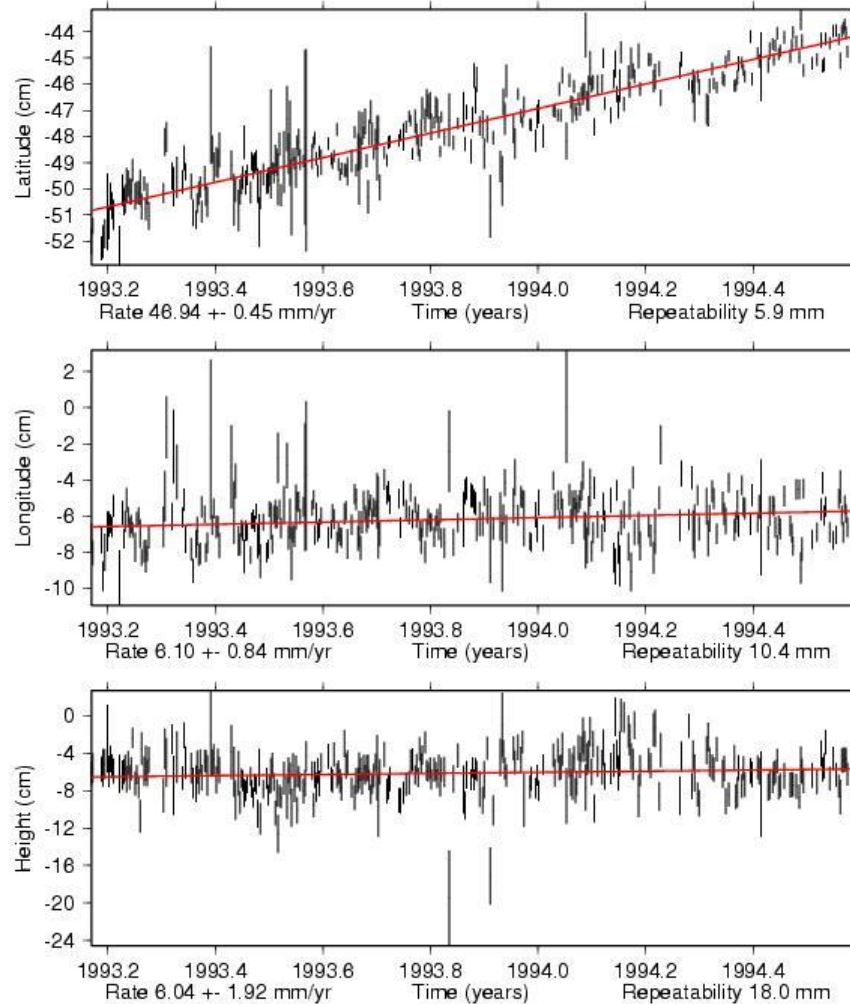 -44
-45
-46
-47
-48
-49
-50
-51
-52
Latitude (cm)
1993.2 1993.4 1993.6 1993.8 1994.0 1994.2 1994.4
Rate 46.94 +- 0.45 mm/yr Time (years) Repeatability 5.9 mm
2
0
-2
-4
-6
-8
-10
Longitude (cm)
1993.2 1993.4 1993.6 1993.8 1994.0 1994.2 1994.4
Rate 6.10 +- 0.84 mm/yr Time (years) Repeatability 10.4 mm
0
-4
-8
-12
-16
-20
-24
Height (cm)
1993.2 1993.4 1993.6 1993.8 1994.0 1994.2 1994.4
Rate 6.04 +- 1.92 mm/yr Time (years) Repeatability 18.0 mm